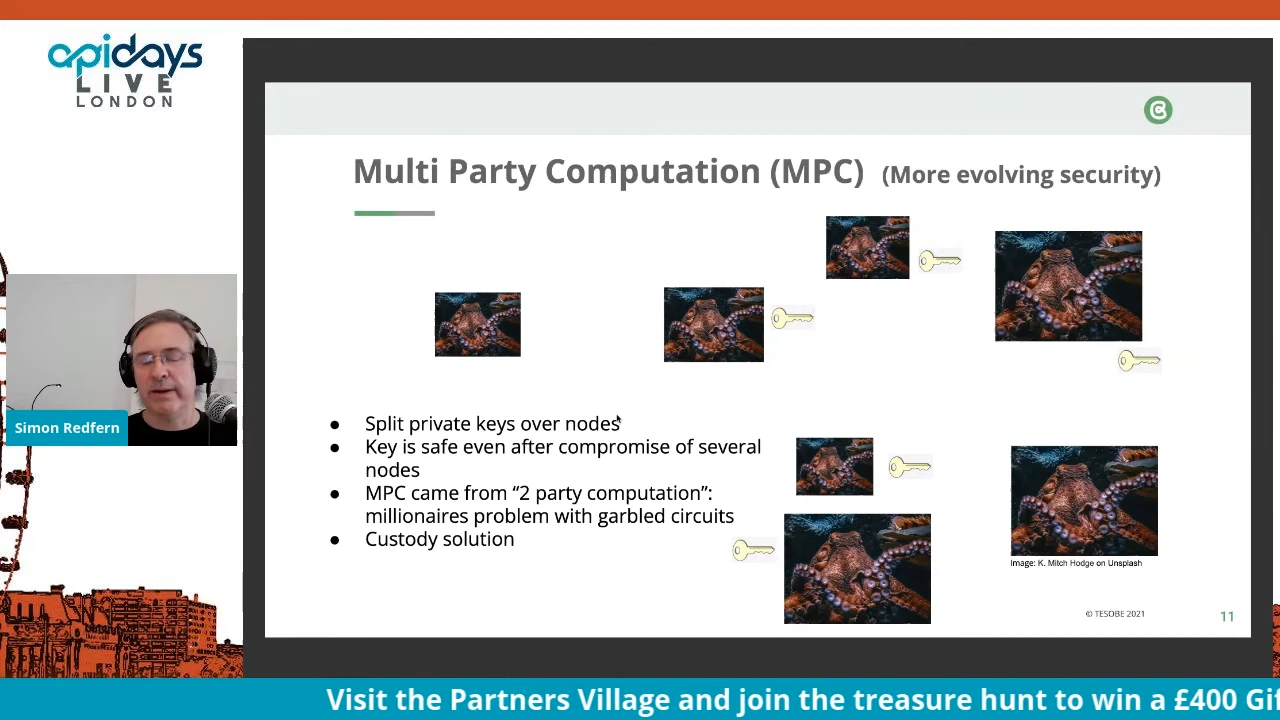 apidays
LIVE
LONDON
Multi Party Computation (MPC) (More evolving security)
● Split private keys over nodes
● Key is safe even after compromise of several
nodes
● MPC came from “2 party computation”:
millionaires problem with garbled circuits
● Custody solution
Image: K. Mitch Hodge on Unsplash
© TESOBE 2021
11
Simon Redfern
Visit the Partners Village and join the treasure hunt to win a £400 Gi